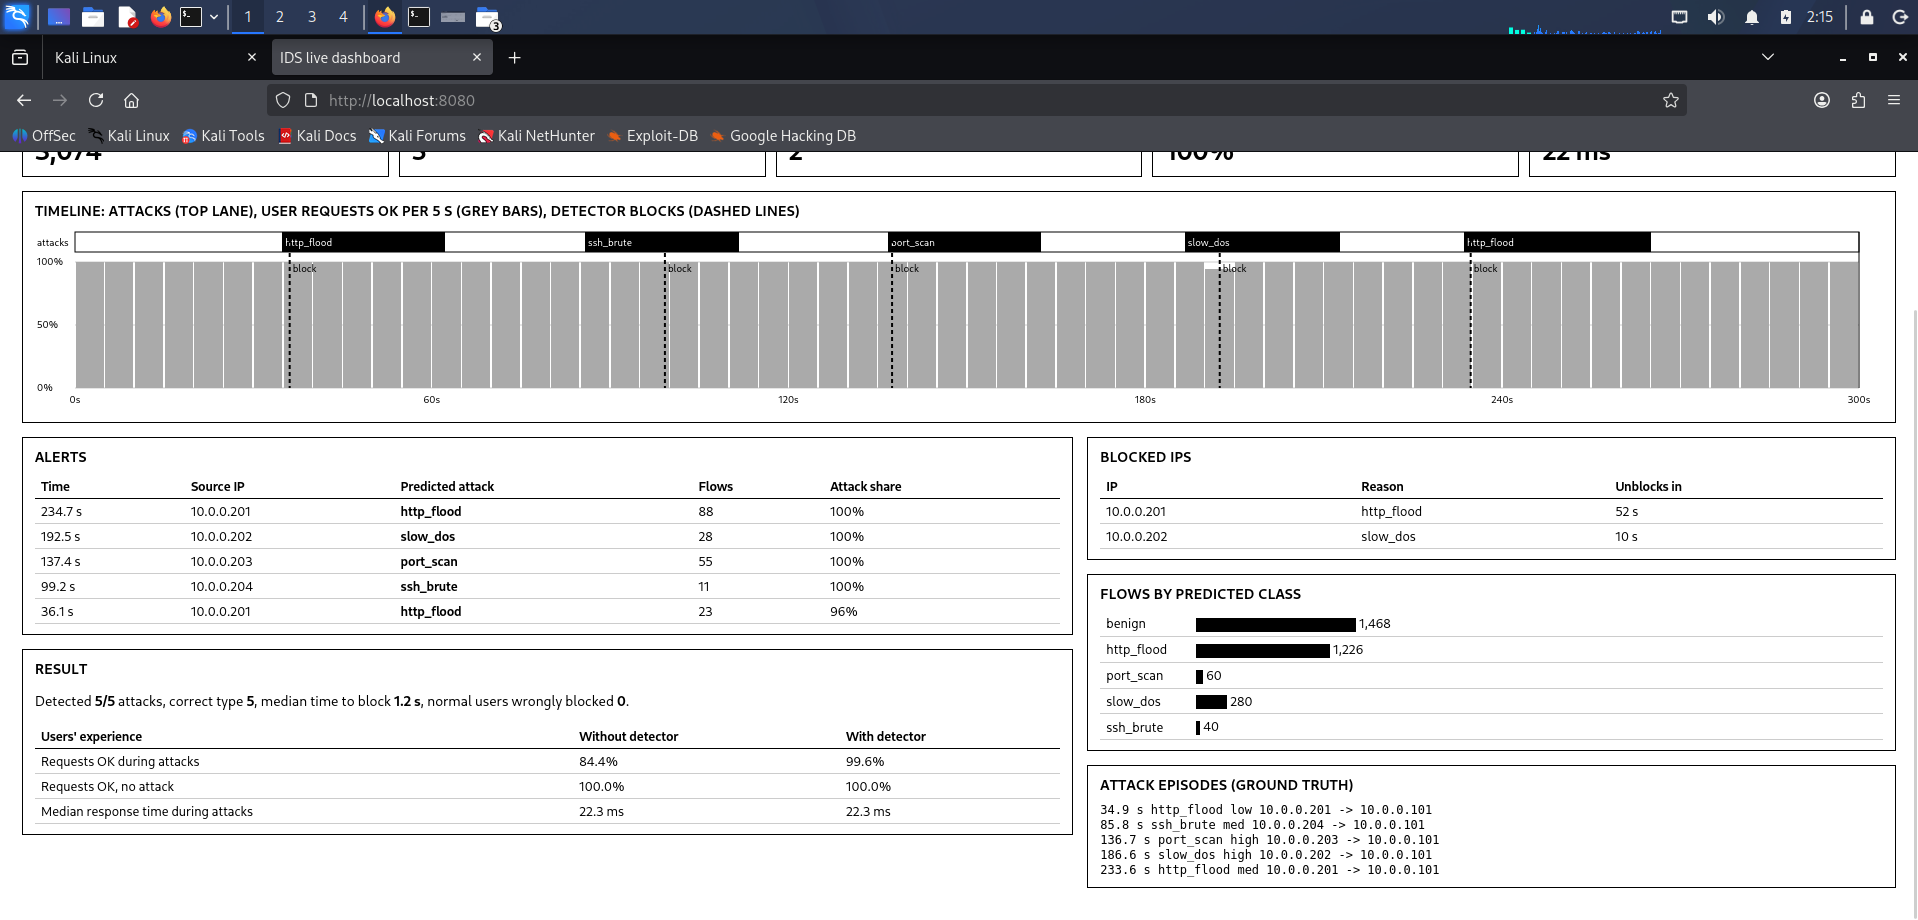 1 2 3 4 3 2:15
Kali Linux IDS live dashboard
http://localhost:8080
OffSec Kali Linux Kali Tools Kali Docs Kali Forums Kali NetHunter Exploit-DB Google Hacking DB
3,074 5 2 100% 22 ms
TIMELINE: ATTACKS (TOP LANE), USER REQUESTS OK PER 5 S (GREY BARS), DETECTOR BLOCKS (DASHED LINES)
attacks http_flood ssh_brute port_scan slow_dos http_flood
100% block block block block block
50%
0%
0s 60s 120s 180s 240s 300s
ALERTS
Time Source IP Predicted attack Flows Attack share
234.7 s 10.0.0.201 http_flood 88 100%
192.5 s 10.0.0.202 slow_dos 28 100%
137.4 s 10.0.0.203 port_scan 55 100%
99.2 s 10.0.0.204 ssh_brute 11 100%
36.1 s 10.0.0.201 http_flood 23 96%
RESULT
Detected 5/5 attacks, correct type 5, median time to block 1.2 s, normal users wrongly blocked 0.
Users' experience Without detector With detector
Requests OK during attacks 84.4% 99.6%
Requests OK, no attack 100.0% 100.0%
Median response time during attacks 22.3 ms 22.3 ms
BLOCKED IPS
IP Reason Unblocks in
10.0.0.201 http_flood 52 s
10.0.0.202 slow_dos 10 s
FLOWS BY PREDICTED CLASS
benign 1,468
http_flood 1,226
port_scan 60
slow_dos 280
ssh_brute 40
ATTACK EPISODES (GROUND TRUTH)
34.9 s http_flood low 10.0.0.201 -> 10.0.0.101
85.8 s ssh_brute med 10.0.0.204 -> 10.0.0.101
136.7 s port_scan high 10.0.0.203 -> 10.0.0.101
186.6 s slow_dos high 10.0.0.202 -> 10.0.0.101
233.6 s http_flood med 10.0.0.201 -> 10.0.0.101